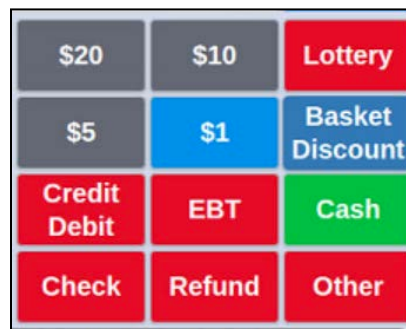 $20 $10 Lottery
$5 $1 Basket
Discount
Credit
Debit EBT Cash
Check Refund Other